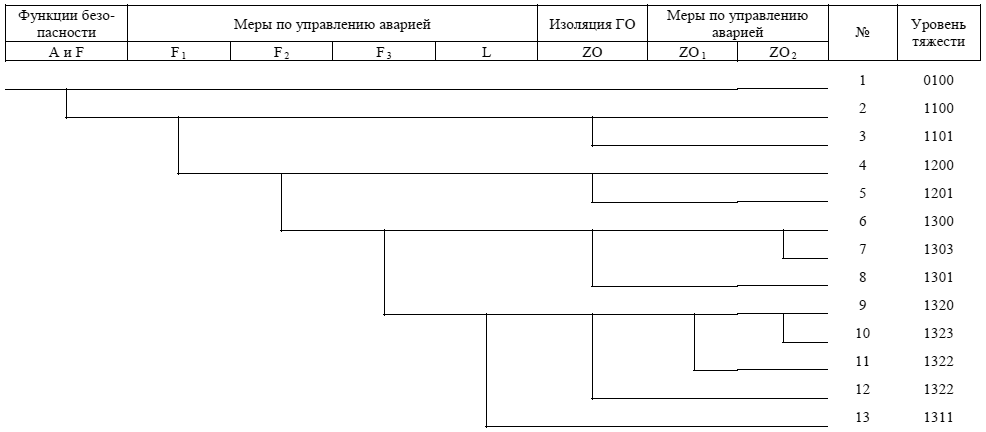 Функции безо-
пасности
Меры по управлению аварией
Изоляция ГО
Меры по управлению
аварией
№
Уровень
тяжести
А и F
F1
F2
F3
L
ZO
ZO1
ZO2
1 0100
2 1100
3 1101
4 1200
5 1201
6 1300
7 1303
8 1301
9 1320
10 1323
11 1322
12 1322
13 1311